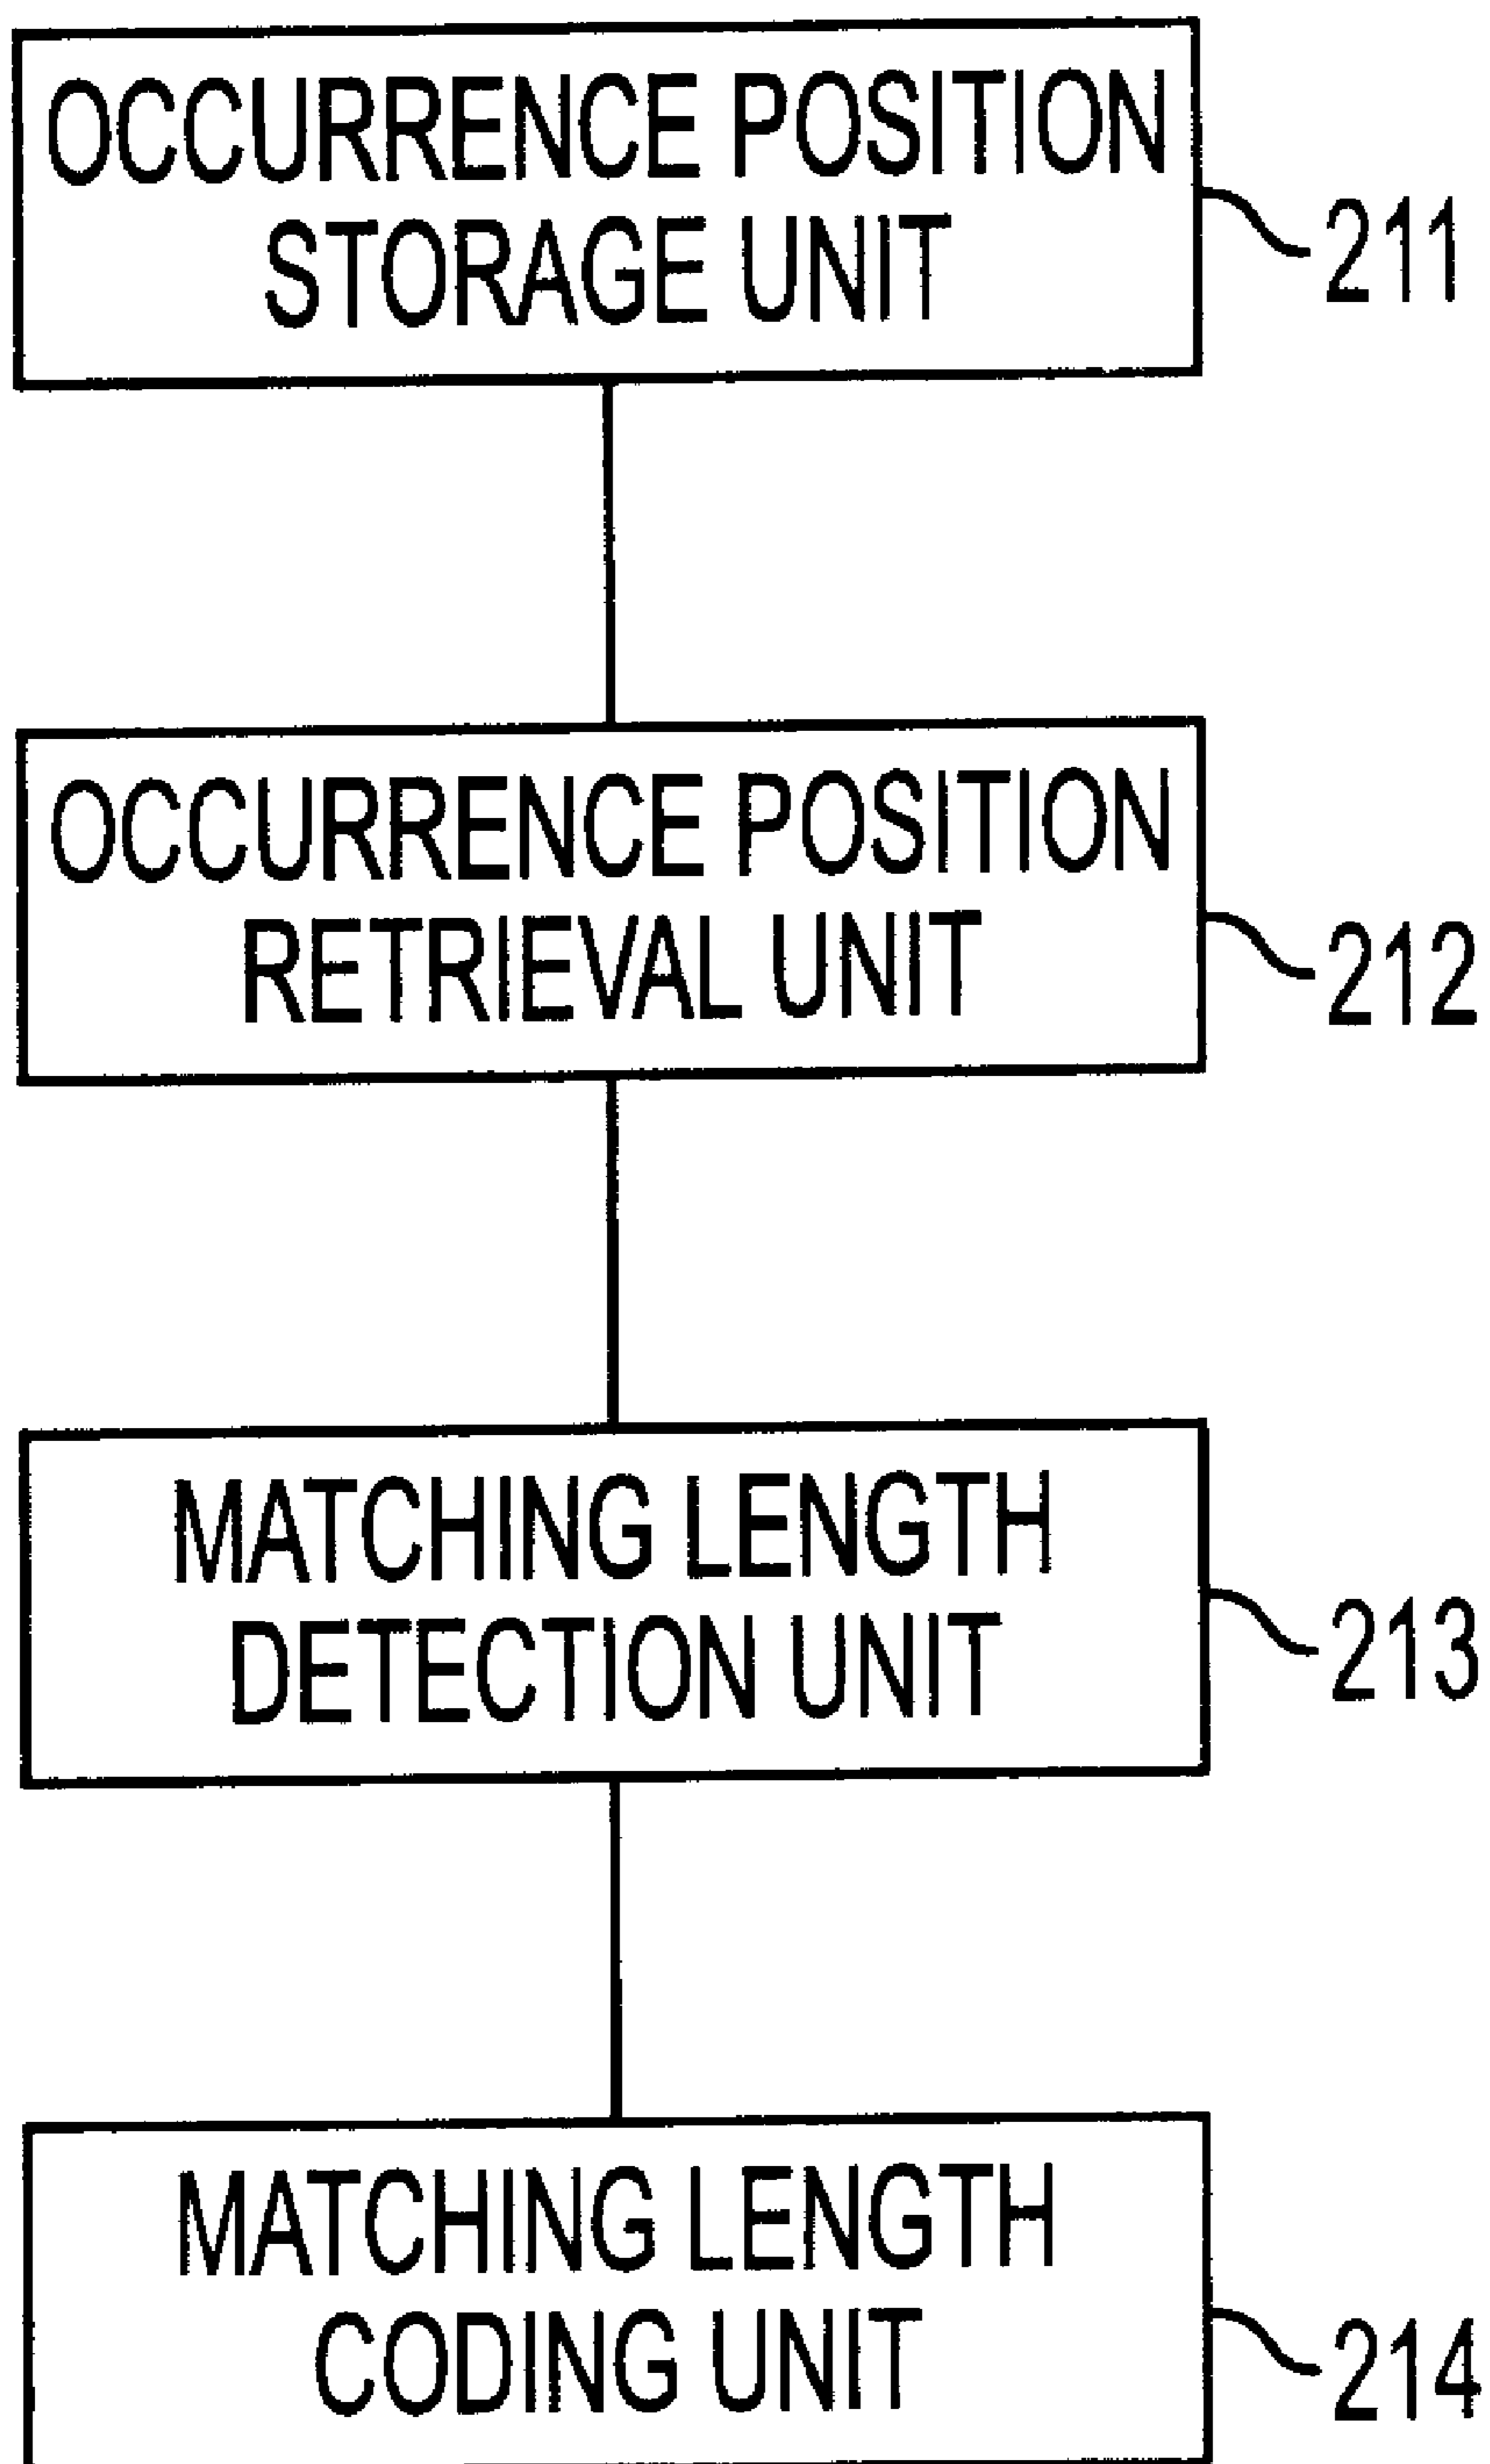 OCCURRENCE POSITION
STORAGE UNIT
211
OCCURRENCE POSITION
RETRIEVAL UNIT
212
MATCHING LENGTH
DETECTION UNIT
213
MATCHING LENGTH
CODING UNIT
214